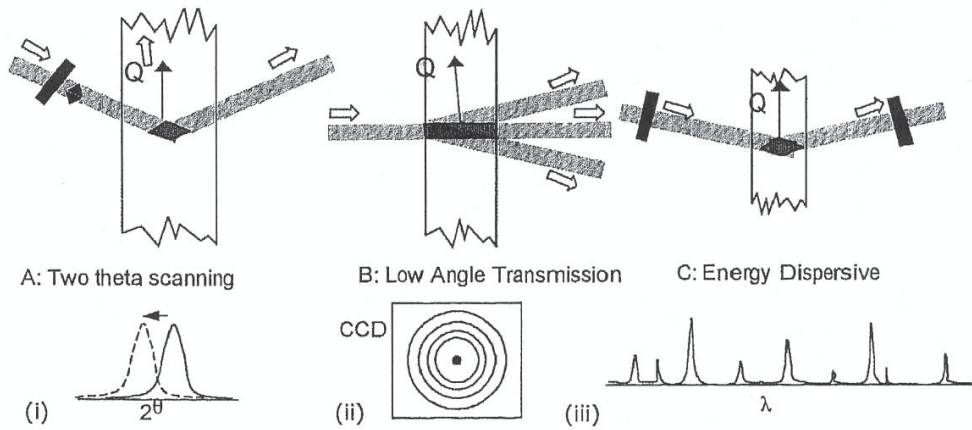 Q
Q
Q
A: Two theta scanning
B: Low Angle Transmission
C: Energy Dispersive
CCD
(i)
2θ
(ii)
(iii)
λ